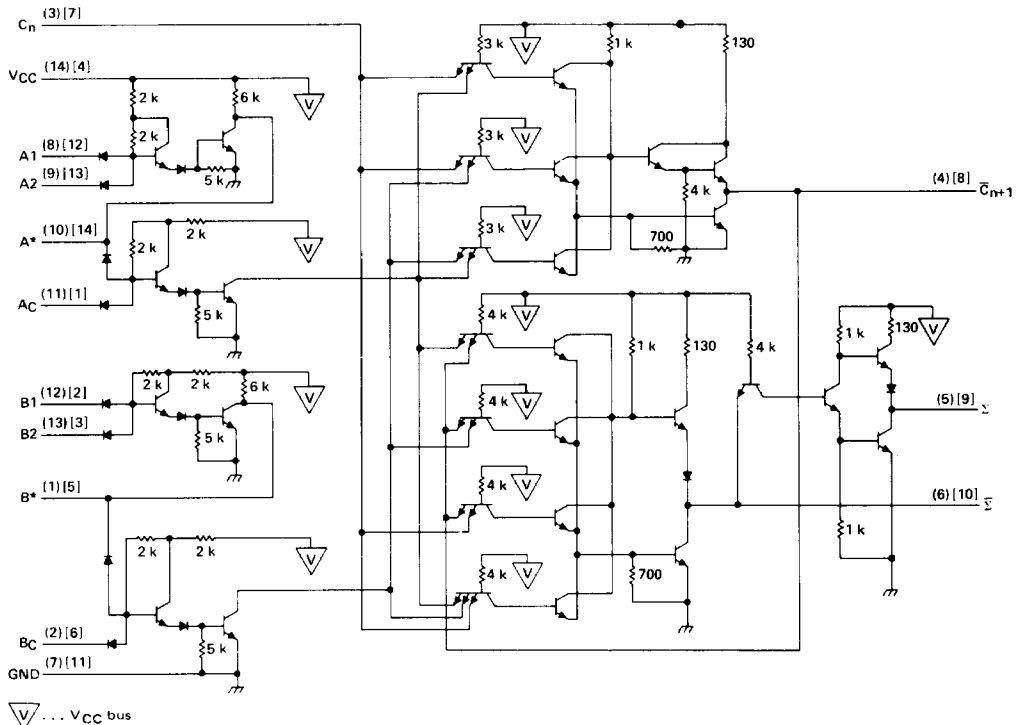 Cn (3) [7]
VCC (14) [4]
2 k
6 k
V
2 k
A1 (8) [12]
A2 (9) [13]
5 k
A* (10) [14]
2 k
2 k
V
AC (11) [1]
5 k
B1 (12) [2]
2 k
2 k
6 k
V
B2 (13) [3]
5 k
B* (1) [5]
2 k
2 k
V
BC (2) [6]
5 k
GND (7) [11]
3 k
V
1 k
130
3 k
V
4 k
(4) [8] C̅n+1
3 k
V
700
4 k
V
1 k
130
4 k
1 k
130
V
4 k
V
(5) [9] Σ
4 k
V
(6) [10] Σ̅
4 k
V
700
1 k
V ... VCC bus